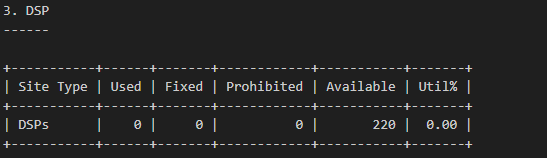 3. DSP
------
+-----------+------+-------+------------+-----------+-------+
| Site Type | Used | Fixed | Prohibited | Available | Util% |
+-----------+------+-------+------------+-----------+-------+
| DSPs      |    0 |     0 |          0 |       220 |  0.00 |
+-----------+------+-------+------------+-----------+-------+